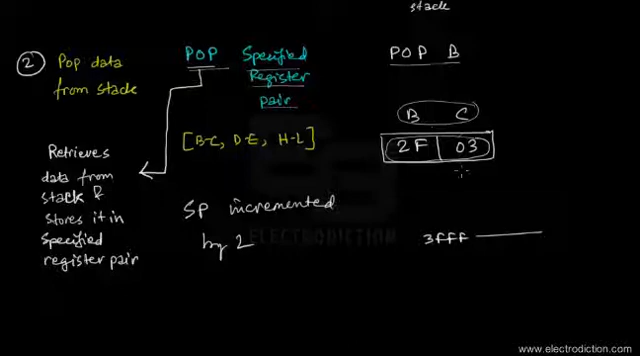 stack
2 Pop data
from stack
POP Specified
Register
pair
POP B
[B-C, D-E, H-L]
B C
2F 03
Retrieves
data from
stack &
stores it in
specified
register pair
SP incremented
by 2
3FFF
ELECTRODICTION
www.electrodiction.com